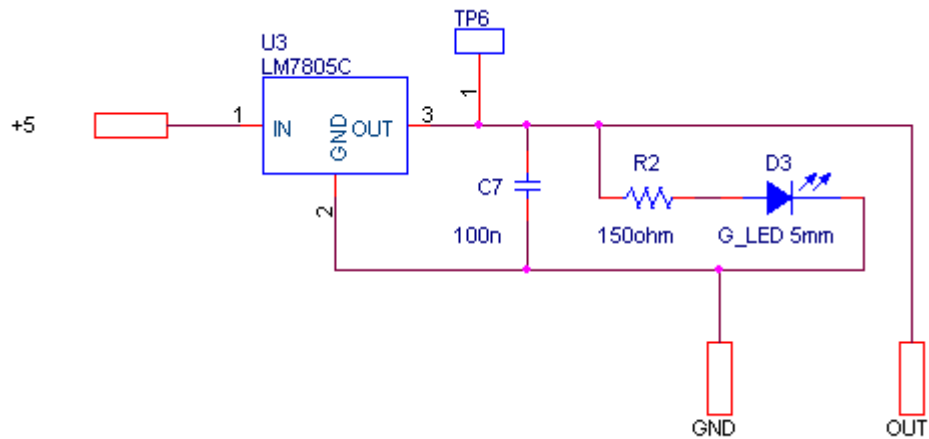 TP6
U3
LM7805C
1
+5
1
IN
GND
OUT
3
2
C7
100n
R2
150ohm
D3
G_LED 5mm
GND
OUT